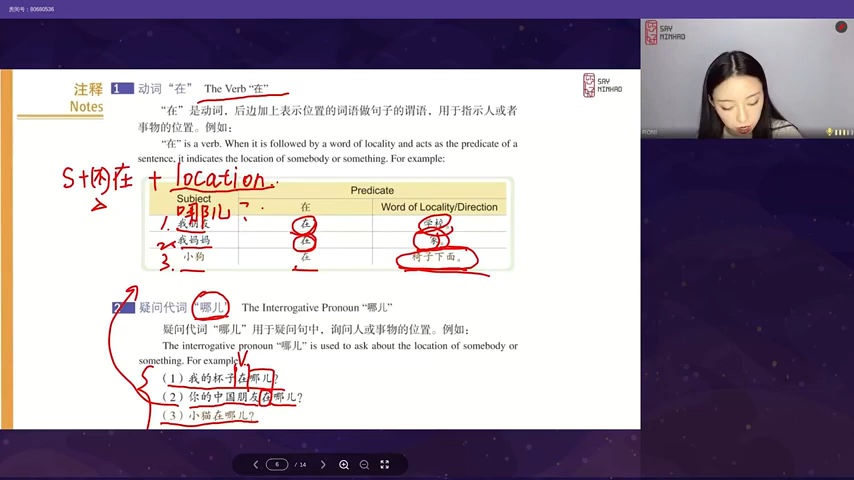 房间号：80680536
注释
Notes
1 动词 “在” The Verb “在”
SAY
MINHAO
“在” 是动词，后边加上表示位置的词语做句子的谓语，用于指示人或者
事物的位置。例如：
“在” is a verb. When it is followed by a word of locality and acts as the predicate of a
sentence, it indicates the location of somebody or something. For example:
S+(不)在 + location.
Subject
Predicate
在
Word of Locality/Direction
哪儿?
1. 我朋友 在 学校。
2. 我妈妈 在 家。
3. 小狗 在 椅子下面。
2 疑问代词 “哪儿” The Interrogative Pronoun “哪儿”
疑问代词 “哪儿” 用于疑问句中，询问人或事物的位置。例如：
The interrogative pronoun “哪儿” is used to ask about the location of somebody or
something. For example:
V.
（1）我的杯子在哪儿？
（2）你的中国朋友在哪儿？
（3）小猫在哪儿？
6 / 14
SAY
MINHAO